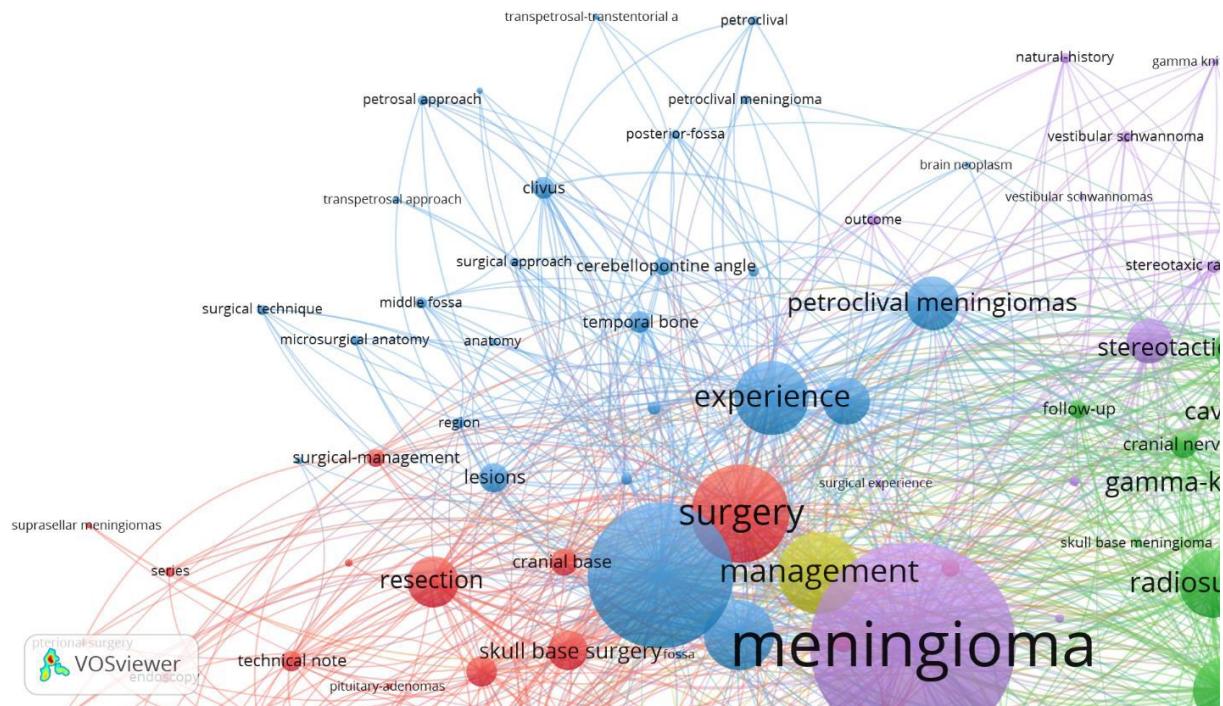 transpetrosal-transtentorial a
petroclival
natural-history
gamma kni
petrosal approach
petroclival meningioma
posterior-fossa
vestibular schwannoma
brain neoplasm
clivus
transpetrosal approach
vestibular schwannomas
outcome
surgical approach
cerebellopontine angle
stereotaxic ra
middle fossa
petroclival meningiomas
surgical technique
temporal bone
microsurgical anatomy
anatomy
stereotactic
experience
follow-up
cav
region
cranial nerv
surgical-management
lesions
gamma-k
surgical experience
surgery
suprasellar meningiomas
skull base meningioma
cranial base
series
resection
management
radiosu
pterional surgery
skull base surgery
fossa
meningioma
VOSviewer
technical note
endoscopy
pituitary-adenomas